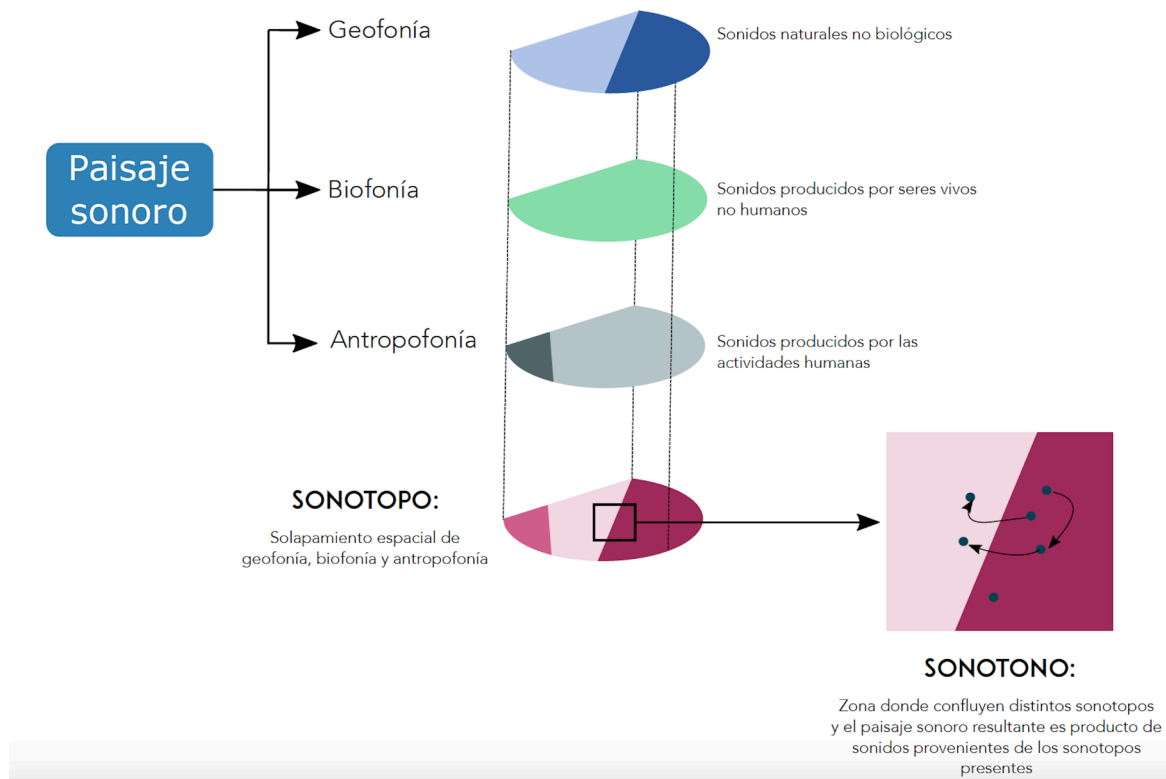 Geofonía
Sonidos naturales no biológicos
Paisaje
sonoro
Biofonía
Sonidos producidos por seres vivos
no humanos
Antropofonía
Sonidos producidos por las
actividades humanas
SONOTOPO:
Solapamiento espacial de
geofonía, biofonía y antropofonía
SONOTONO:
Zona donde confluyen distintos sonotopos
y el paisaje sonoro resultante es producto de
sonidos provenientes de los sonotopos
presentes